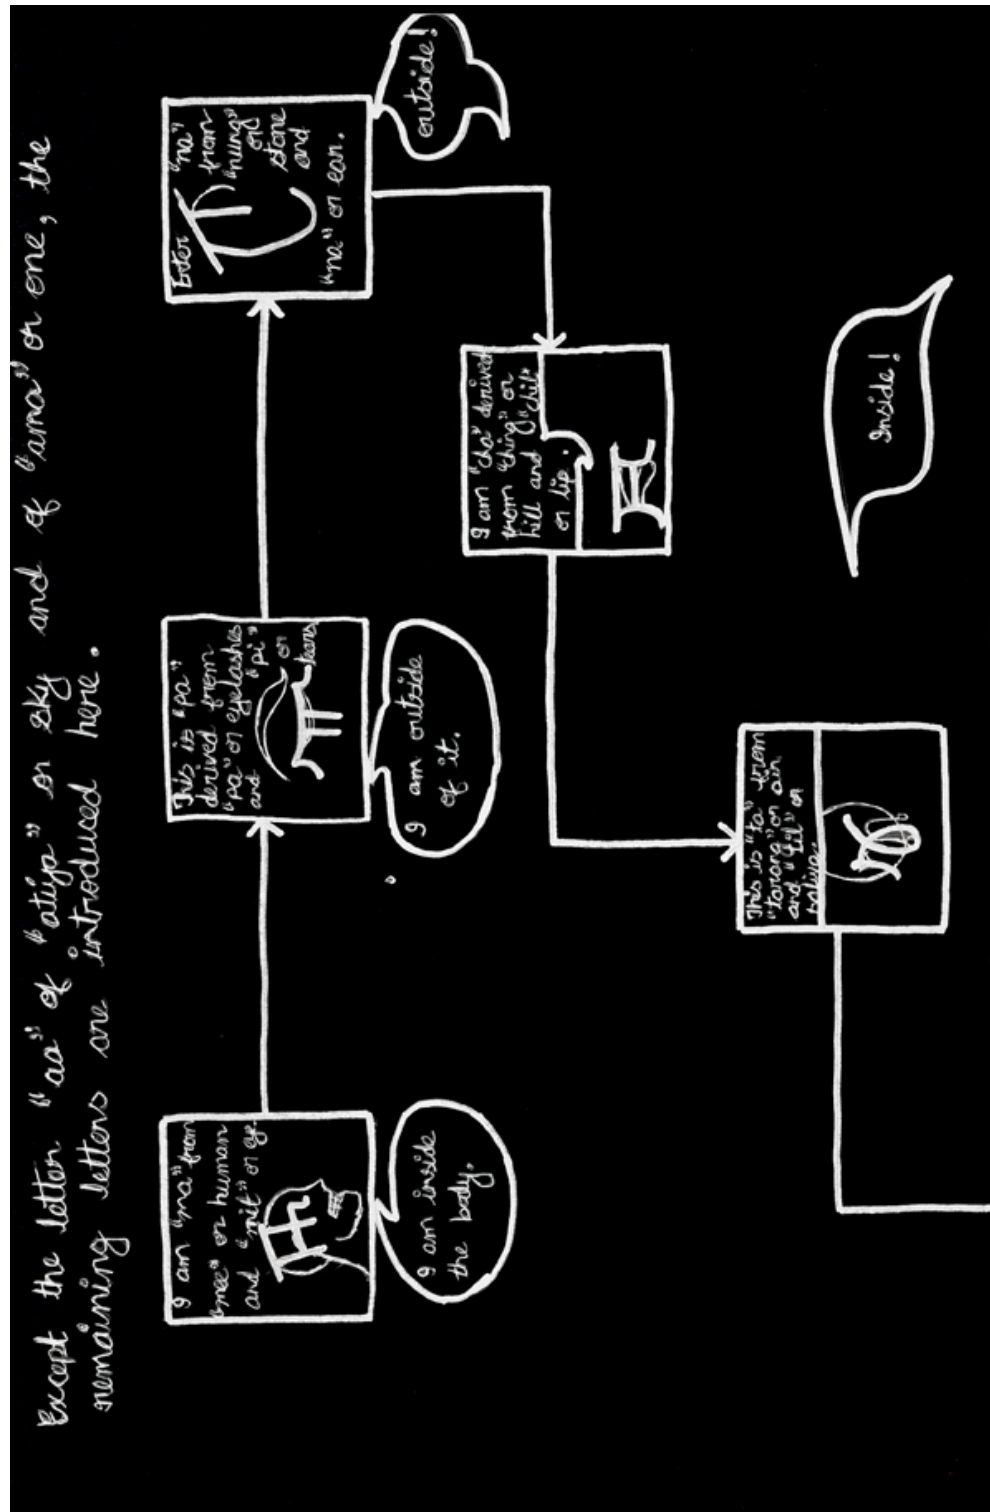 Except the letter "aa" of "atiya" or sky and of "ama" or one, the
remaining letters are introduced here.
I am "ma" from
"mee" or human
and "mit" or eye.
I am inside
the body.
This is "pa"
derived from
"pa" or eyelashes
and "pi" or
tears
I am outside
of it.
Enter "na"
from
"nung"
or
stone
and
"na" or ear.
outside!
I am "cha" derived
from "ching" or
hill and "chil"
or lip.
This is "ta" from
"tarang" or air
and "til" or
Inside!